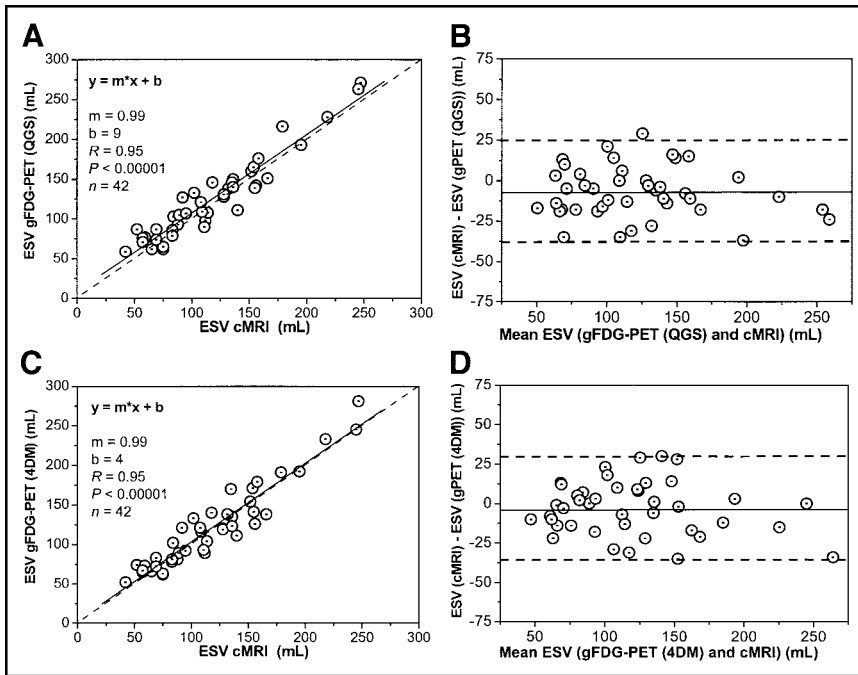 A
300
250
200
150
100
50
0
ESV gFDG-PET (QGS) (mL)
y = m*x + b
m = 0.99
b = 9
R = 0.95
P < 0.00001
n = 42
0 50 100 150 200 250 300
ESV cMRI (mL)
B
75
50
25
0
-25
-50
-75
ESV (cMRI) - ESV (gPET (QGS)) (mL)
50 100 150 200 250
Mean ESV (gFDG-PET (QGS) and cMRI) (mL)
C
300
250
200
150
100
50
0
ESV gFDG-PET (4DM) (mL)
y = m*x + b
m = 0.99
b = 4
R = 0.95
P < 0.00001
n = 42
0 50 100 150 200 250 300
ESV cMRI (mL)
D
75
50
25
0
-25
-50
-75
ESV (cMRI) - ESV (gPET (4DM)) (mL)
50 100 150 200 250
Mean ESV (gFDG-PET (4DM) and cMRI) (mL)